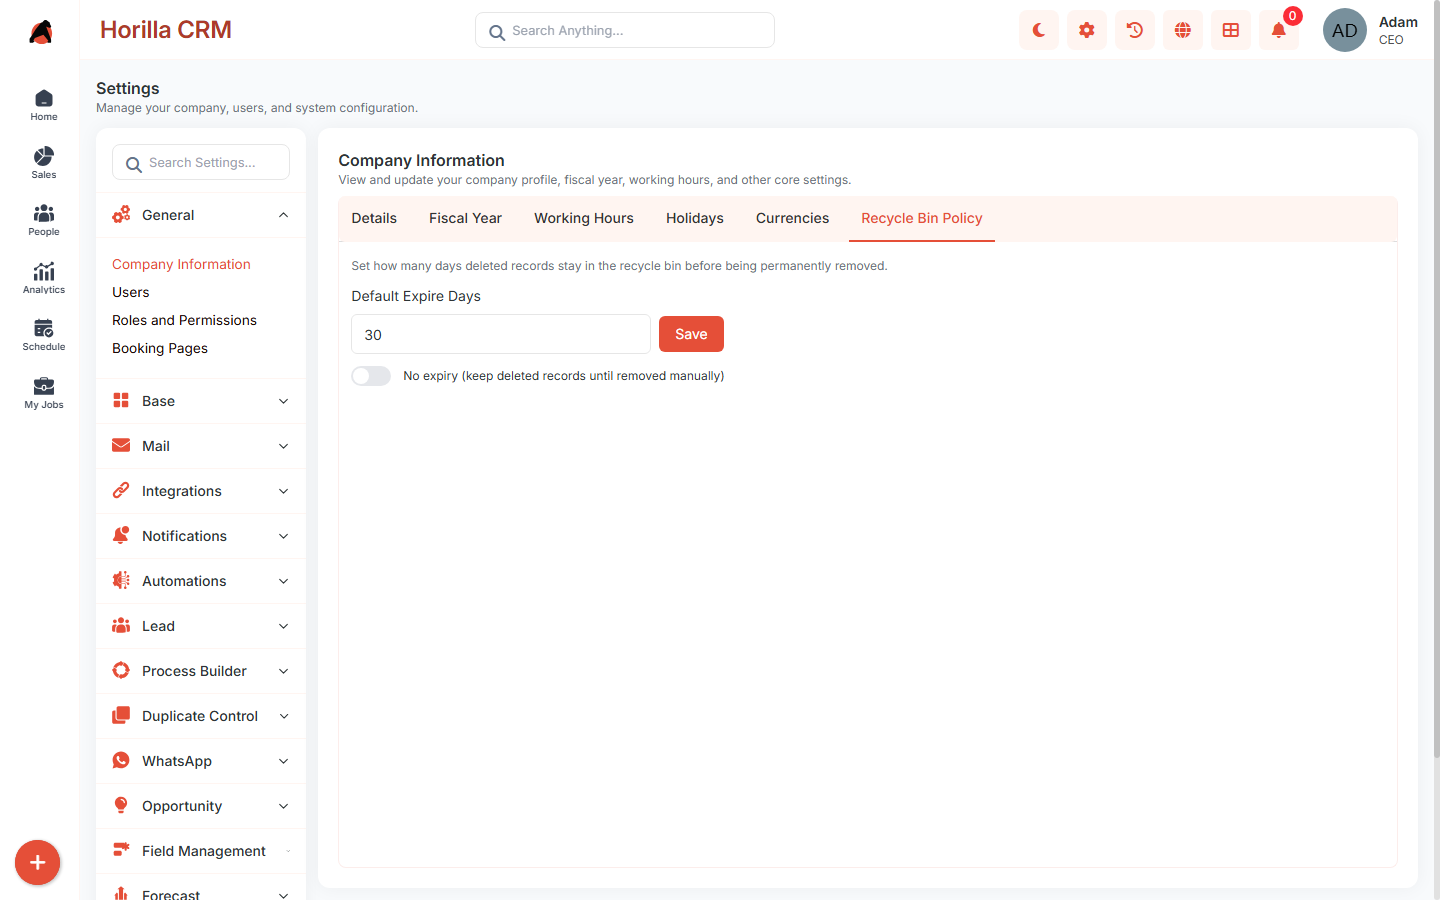 Horilla CRM
Search Anything...
0
AD
Adam
CEO
Home
Sales
People
Analytics
Schedule
My Jobs
Settings
Manage your company, users, and system configuration.
Search Settings...
General
Company Information
Users
Roles and Permissions
Booking Pages
Base
Mail
Integrations
Notifications
Automations
Lead
Process Builder
Duplicate Control
WhatsApp
Opportunity
Field Management
Forecast
Company Information
View and update your company profile, fiscal year, working hours, and other core settings.
Details Fiscal Year Working Hours Holidays Currencies Recycle Bin Policy
Set how many days deleted records stay in the recycle bin before being permanently removed.
Default Expire Days
30 Save
No expiry (keep deleted records until removed manually)